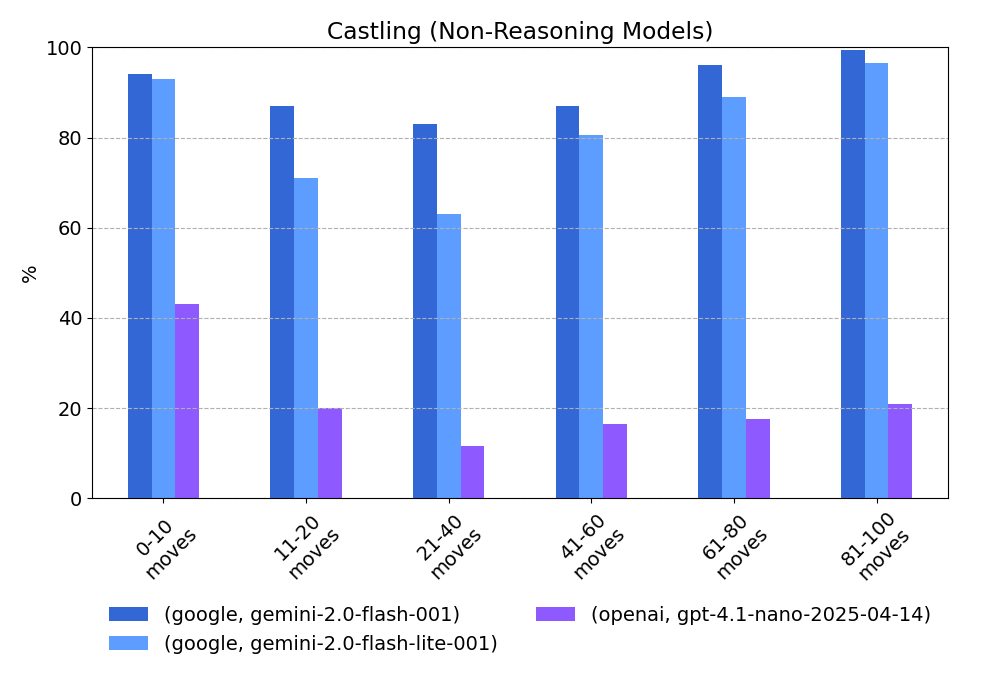 Castling (Non-Reasoning Models)
100
80
60
40
20
0
%
0-10
moves
11-20
moves
21-40
moves
41-60
moves
61-80
moves
81-100
moves
(google, gemini-2.0-flash-001)
(google, gemini-2.0-flash-lite-001)
(openai, gpt-4.1-nano-2025-04-14)